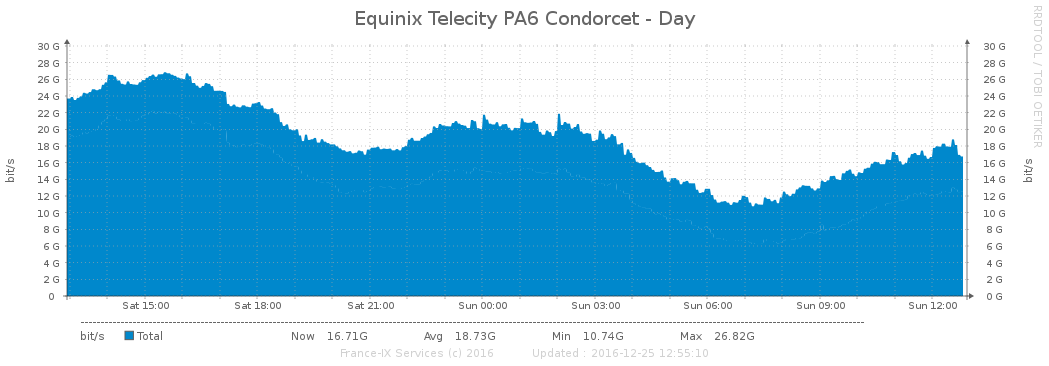 Equinix Telecity PA6 Condorcet - Day
RRDTOOL / TOBI OETIKER
bit/s
30 G 30 G
28 G 28 G
26 G 26 G
24 G 24 G
22 G 22 G
20 G 20 G
18 G 18 G
16 G 16 G
14 G 14 G
12 G 12 G
10 G 10 G
8 G 8 G
6 G 6 G
4 G 4 G
2 G 2 G
0 0 G
bit/s
Sat 15:00 Sat 18:00 Sat 21:00 Sun 00:00 Sun 03:00 Sun 06:00 Sun 09:00 Sun 12:00
bit/s Total Now 16.71G Avg 18.73G Min 10.74G Max 26.82G
France-IX Services (c) 2016 Updated : 2016-12-25 12:55:10